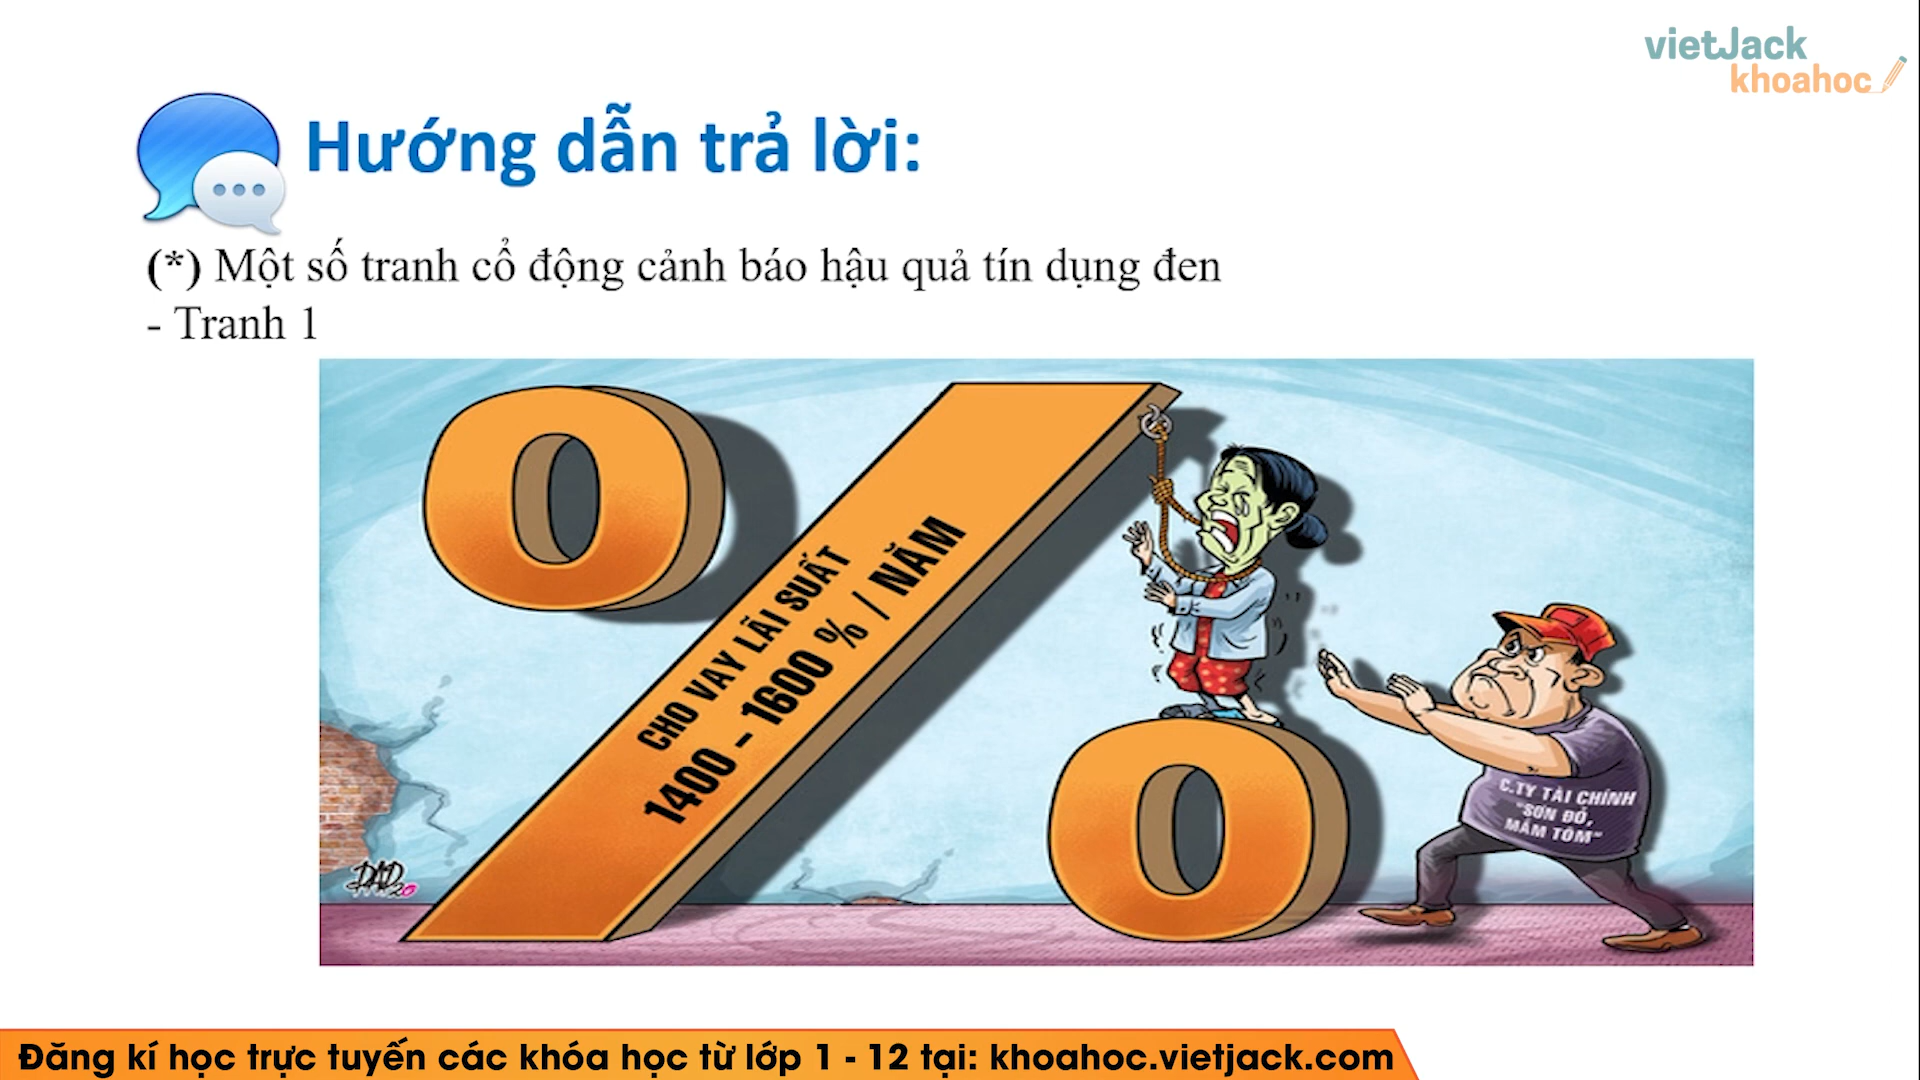 vietJack
khoahoc
Hướng dẫn trả lời:
(*) Một số tranh cổ động cảnh báo hậu quả tín dụng đen
- Tranh 1
CHO VAY LÃI SUẤT
1400 - 1600 % / NĂM
C.TY TÀI CHÍNH
"SƠN ĐỎ,
MẮM TÔM"
DAD
20
Đăng kí học trực tuyến các khóa học từ lớp 1 - 12 tại: khoahoc.vietjack.com